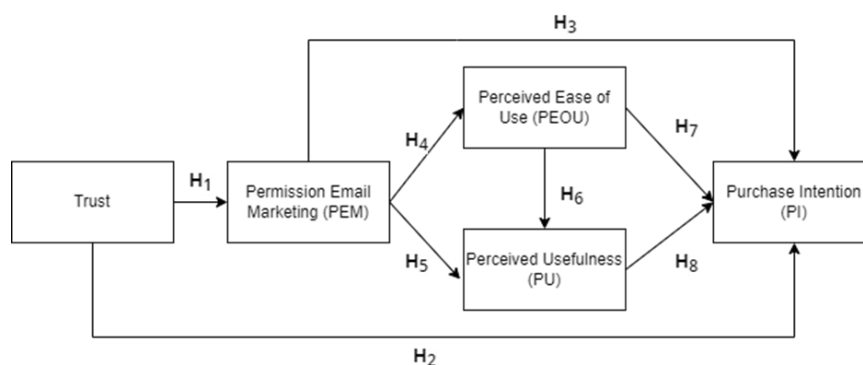 H3
Perceived Ease of
Use (PEOU)
H4
H7
Trust
H1
Permission Email
Marketing (PEM)
H6
Purchase Intention
(PI)
H5
Perceived Usefulness
(PU)
H8
H2